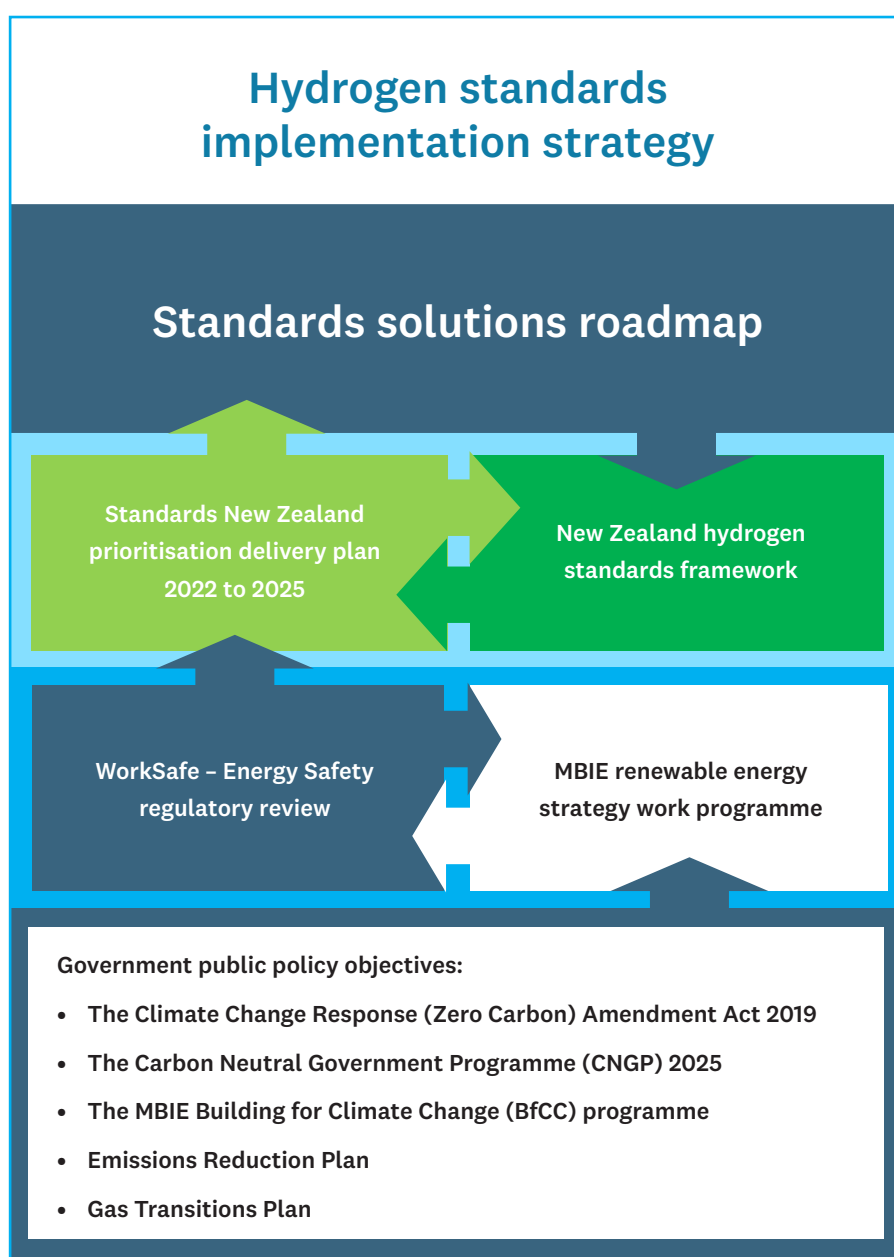 Hydrogen standards
implementation strategy
Standards solutions roadmap
Standards New Zealand
prioritisation delivery plan
2022 to 2025
New Zealand hydrogen
standards framework
WorkSafe – Energy Safety
regulatory review
MBIE renewable energy
strategy work programme
Government public policy objectives:
• The Climate Change Response (Zero Carbon) Amendment Act 2019
• The Carbon Neutral Government Programme (CNGP) 2025
• The MBIE Building for Climate Change (BfCC) programme
• Emissions Reduction Plan
• Gas Transitions Plan